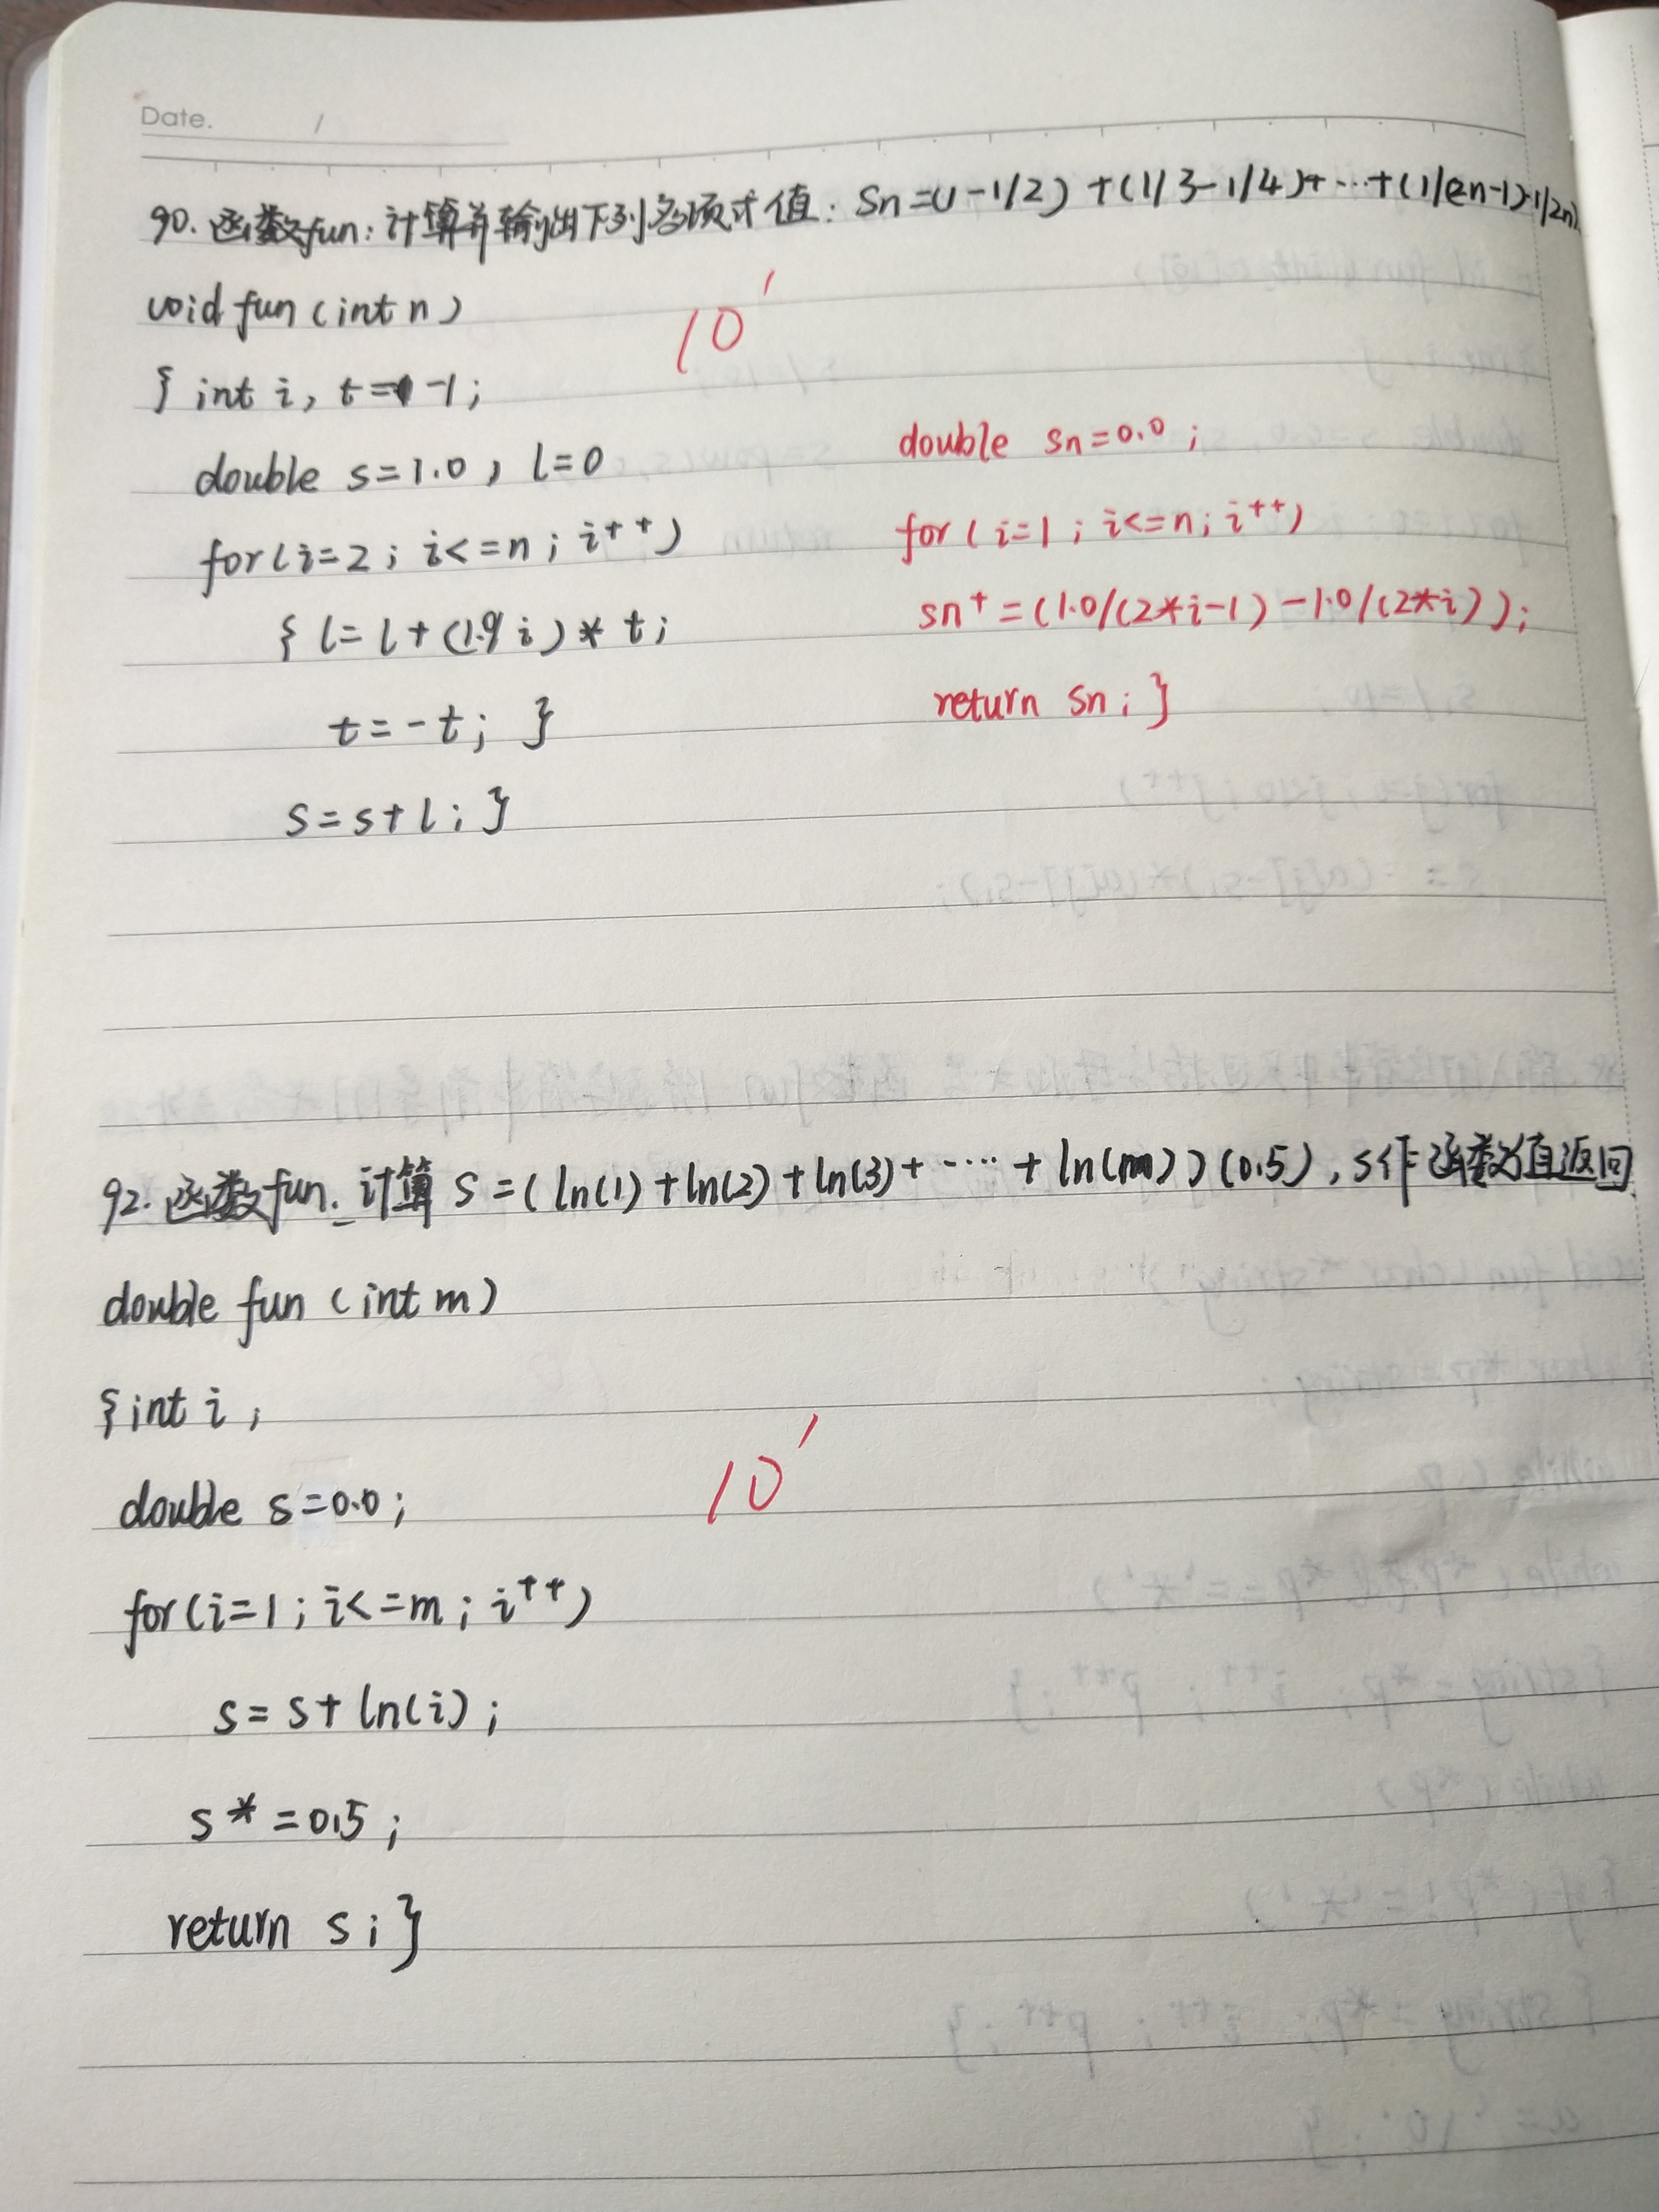 Date. /
90. 函数fun: 计算并输出下列多项式值: Sn=(1-1/2)+(1/3-1/4)+…+(1/2n-1)-1/2n)
void fun (int n)
10'
{ int i, t= -1;
double s=1.0, l=0
double sn=0.0;
for(i=2; i<=n; i++)
for(i=1; i<=n; i++)
{ l=l+(1.0/i)*t;
sn+=(1.0/(2*i-1)-1.0/(2*i));
t=-t; }
return sn; }
s=s+l; }
92. 函数fun. 计算 s=(ln(1)+ln(2)+ln(3)+……+ln(m))(0.5), s作函数值返回
double fun (int m)
{int i;
double s=0.0;
10'
for(i=1; i<=m; i++)
s=s+ln(i);
s*=0.5;
return s; }